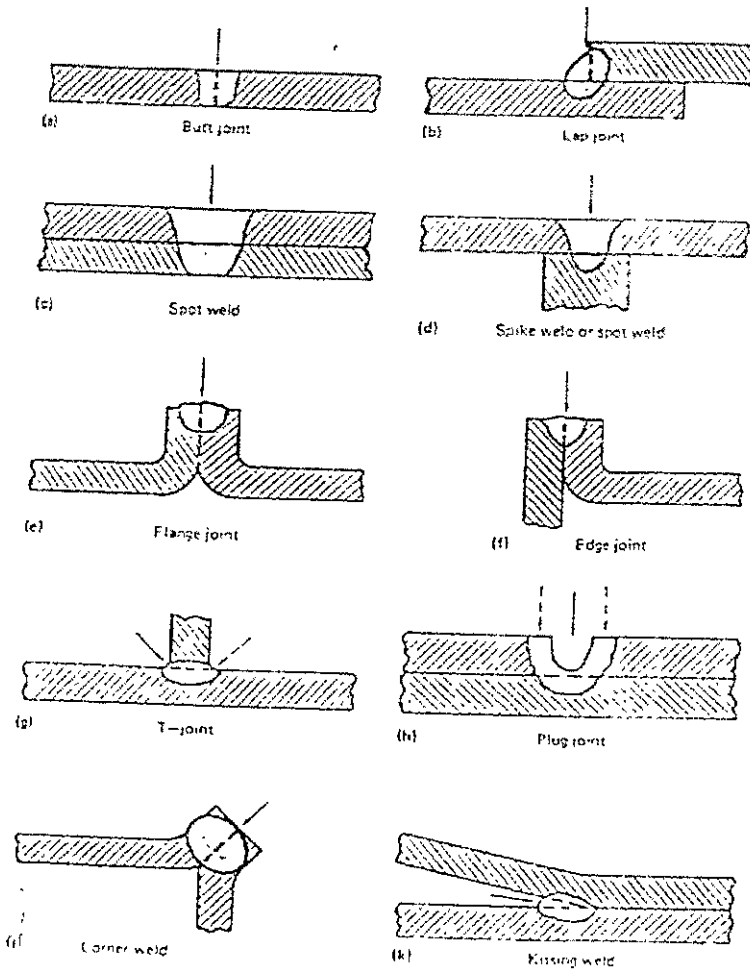 (a) Butt joint
(b) Lap joint
(c) Spot weld
(d) Spike weld or spot weld
(e) Flange joint
(f) Edge joint
(g) T-joint
(h) Plug joint
Corner weld
(k) Kissing weld